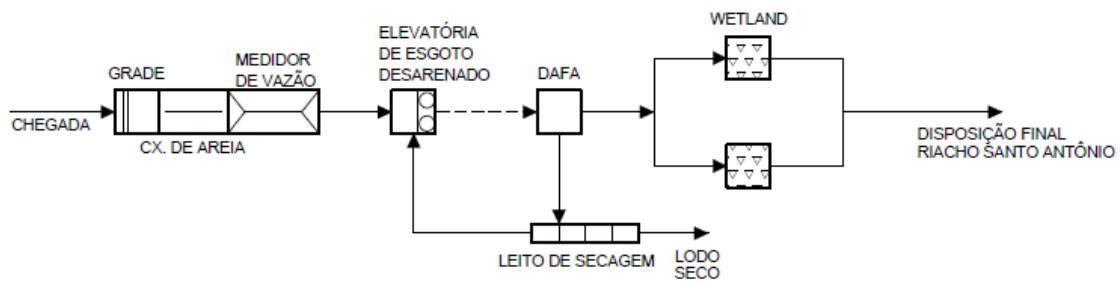 WETLAND
ELEVATÓRIA
DE ESGOTO
DESARENADO
MEDIDOR
DE VAZÃO
GRADE
DAFA
CHEGADA
CX. DE AREIA
DISPOSIÇÃO FINAL
RIACHO SANTO ANTÔNIO
LEITO DE SECAGEM
LODO
SECO